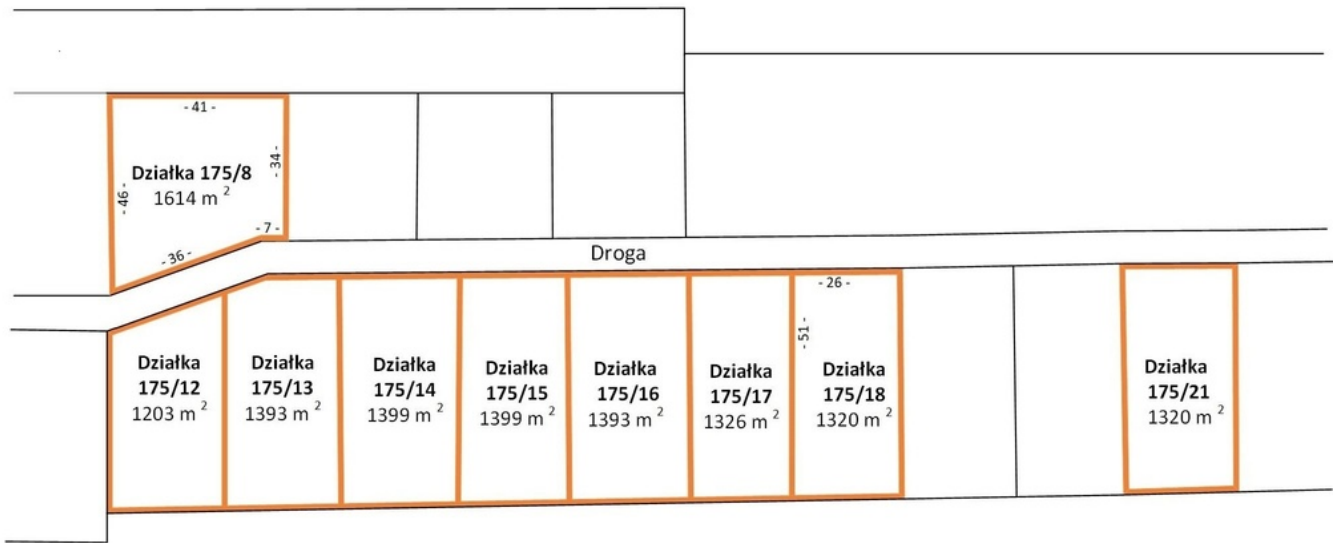 - 41 -
- 34 -
Działka 175/8
1614 m ²
- 46 -
- 7 -
- 36 -
Droga
- 26 -
- 51 -
Działka
175/12
1203 m ²
Działka
175/13
1393 m ²
Działka
175/14
1399 m ²
Działka
175/15
1399 m ²
Działka
175/16
1393 m ²
Działka
175/17
1326 m ²
Działka
175/18
1320 m ²
Działka
175/21
1320 m ²